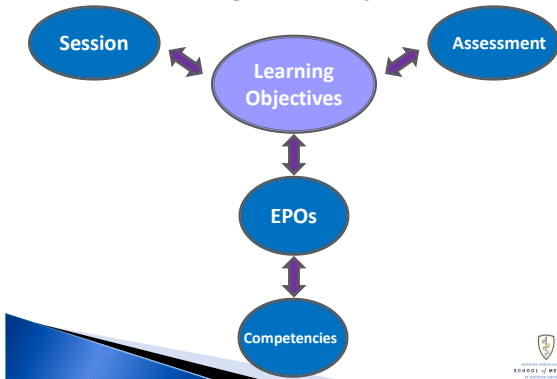 Session
Assessment
Learning
Objectives
EPOs
Competencies
SCHOOL of ME